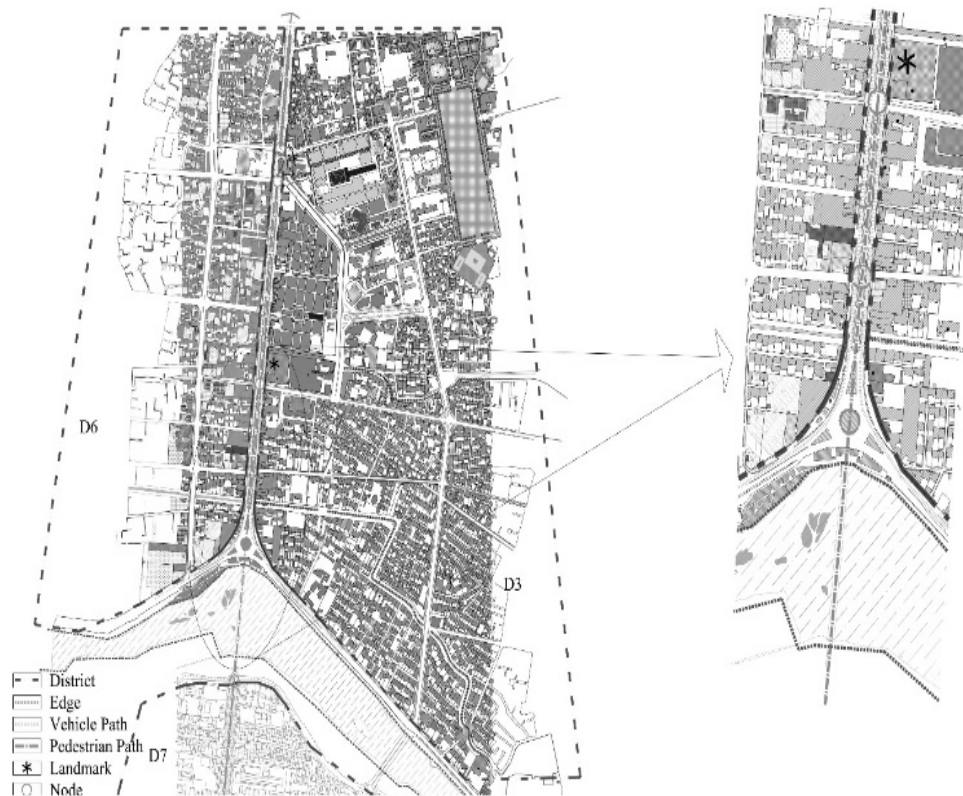 D6
D3
D7
District
Edge
Vehicle Path
Pedestrian Path
Landmark
Node